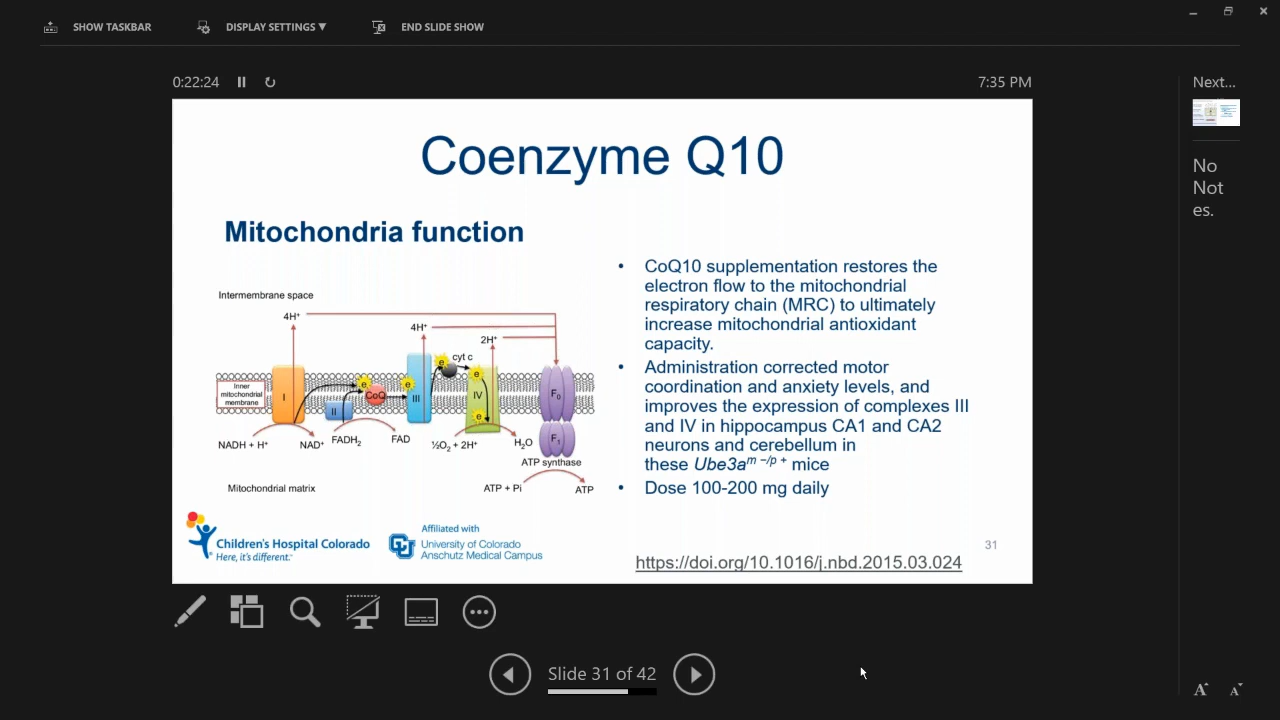 SHOW TASKBAR
DISPLAY SETTINGS ▼
END SLIDE SHOW
0:22:24
7:35 PM
Next...
No
Not
es.
Coenzyme Q10
Mitochondria function
Intermembrane space
4H⁺
4H⁺
2H⁺
cyt c
e
e
e
e
e
Inner
mitochondrial
membrane
I
II
CoQ
III
IV
F₀
F₁
NADH + H⁺
NAD⁺
FADH₂
FAD
½O₂ + 2H⁺
H₂O
ATP synthase
Mitochondrial matrix
ATP + Pi
ATP
• CoQ10 supplementation restores the
electron flow to the mitochondrial
respiratory chain (MRC) to ultimately
increase mitochondrial antioxidant
capacity.
• Administration corrected motor
coordination and anxiety levels, and
improves the expression of complexes III
and IV in hippocampus CA1 and CA2
neurons and cerebellum in
these Ube3aᵐ ⁻/ᵖ ⁺ mice
• Dose 100-200 mg daily
Children's Hospital Colorado
Here, it's different.
Affiliated with
University of Colorado
Anschutz Medical Campus
31
https://doi.org/10.1016/j.nbd.2015.03.024
Slide 31 of 42
A A